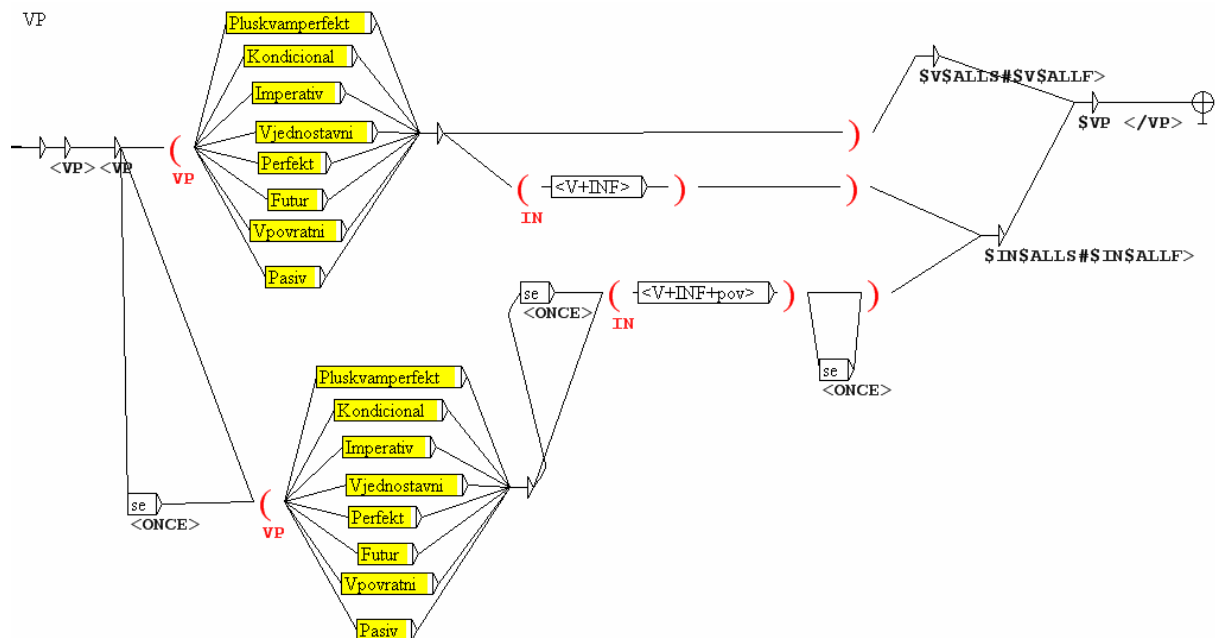 VP
Pluskvamperfekt
Kondicional
Imperativ
Vjednostavni
Perfekt
Futur
Vpovratni
Pasiv
<VP> <VP
(
VP
(
IN
<V+INF>
)
)
)
$V$ALLS#$V$ALLF>
$VP </VP>
$IN$ALLS#$IN$ALLF>
se
<ONCE>
(
IN
<V+INF+pov>
)
)
se
<ONCE>
se
<ONCE>
(
VP
Pluskvamperfekt
Kondicional
Imperativ
Vjednostavni
Perfekt
Futur
Vpovratni
Pasiv